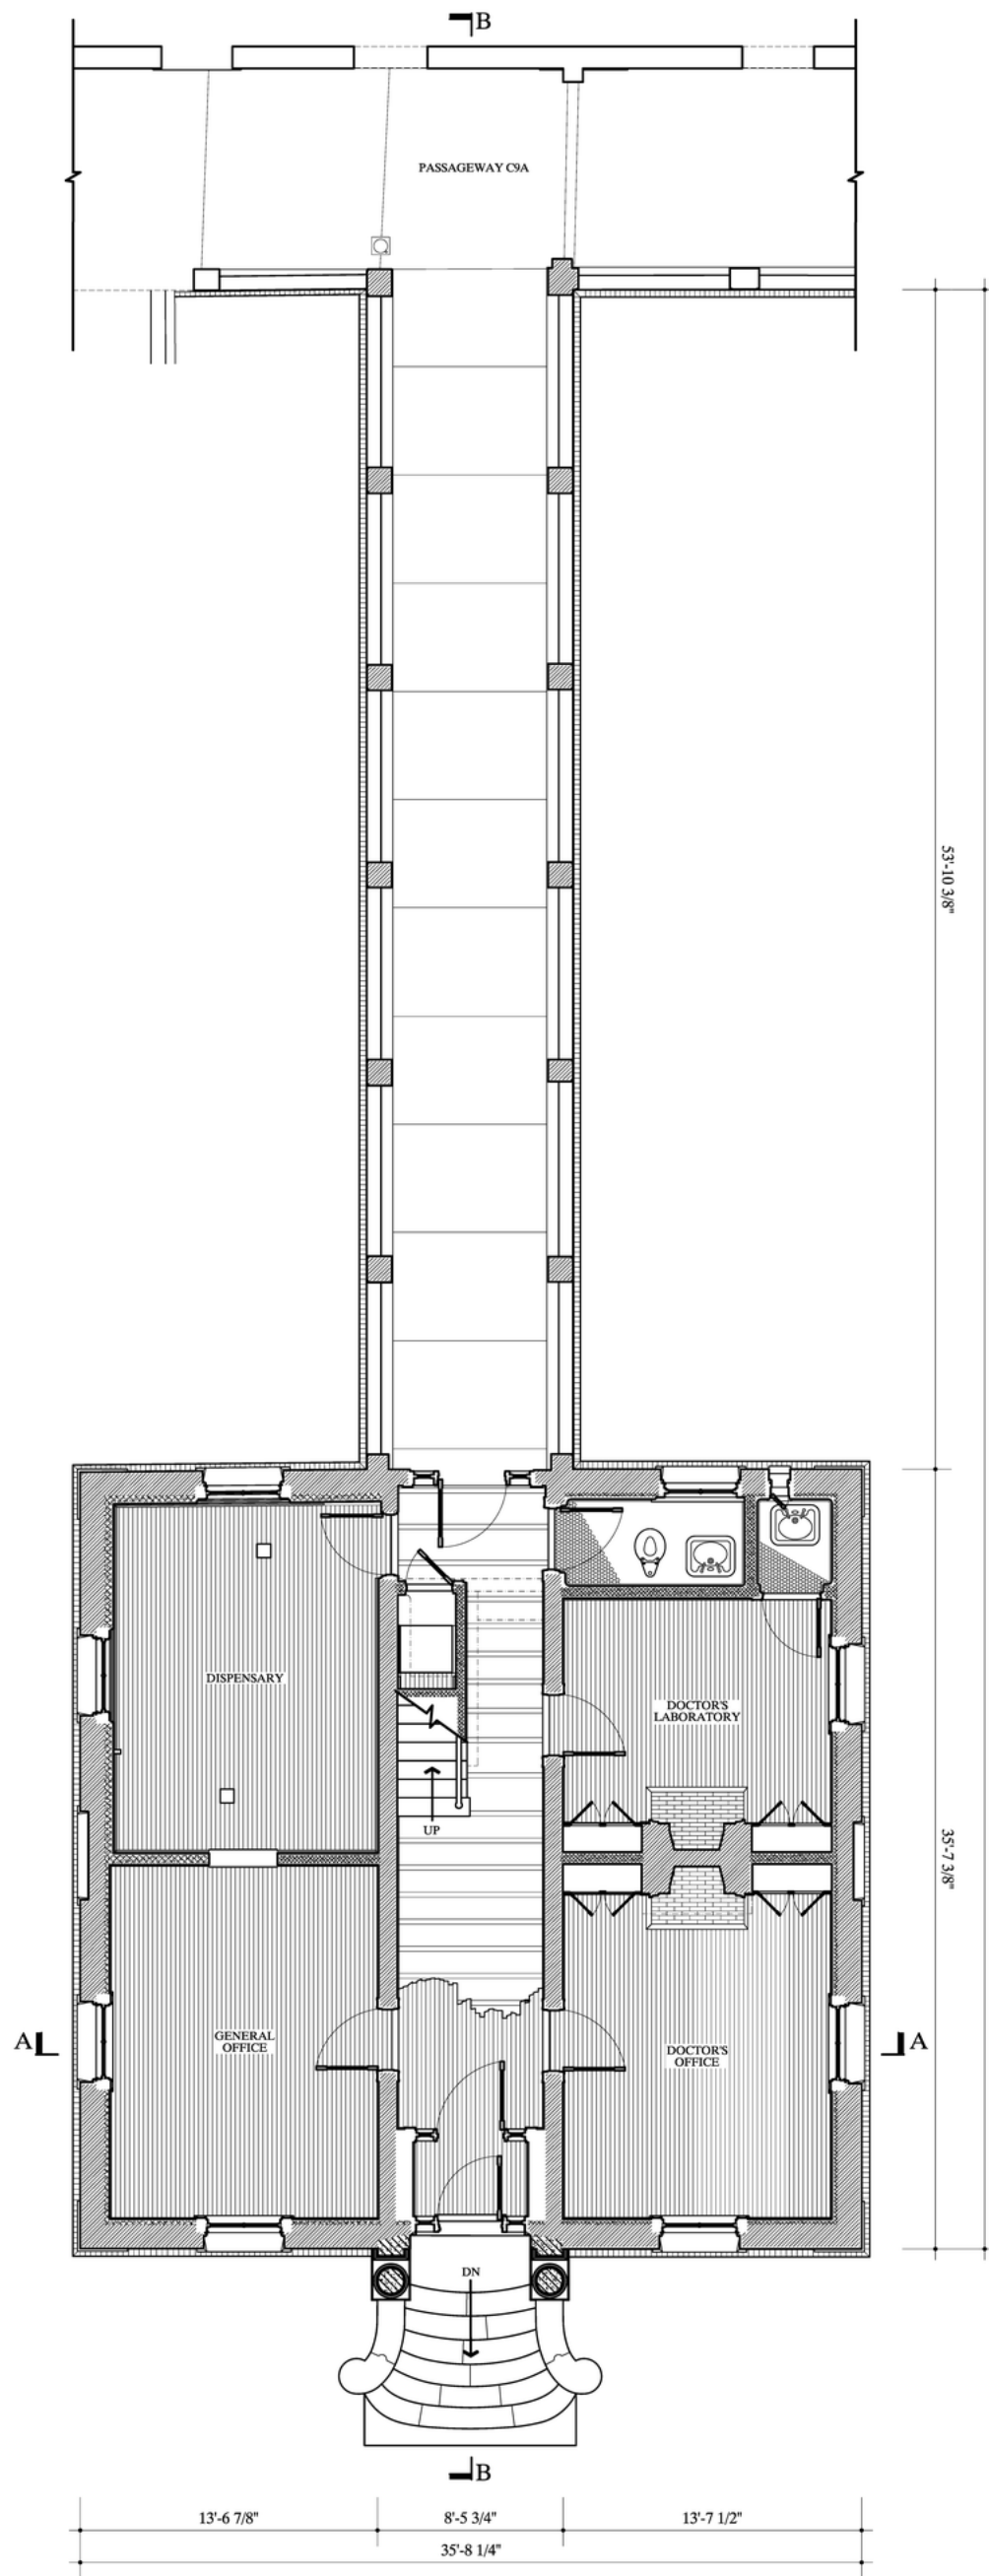 B
PASSAGEWAY C9A
53'-10 3/8"
DISPENSARY
DOCTOR'S
LABORATORY
UP
35'-7 3/8"
A
GENERAL
OFFICE
DOCTOR'S
OFFICE
A
DN
B
13'-6 7/8"
8'-5 3/4"
13'-7 1/2"
35'-8 1/4"